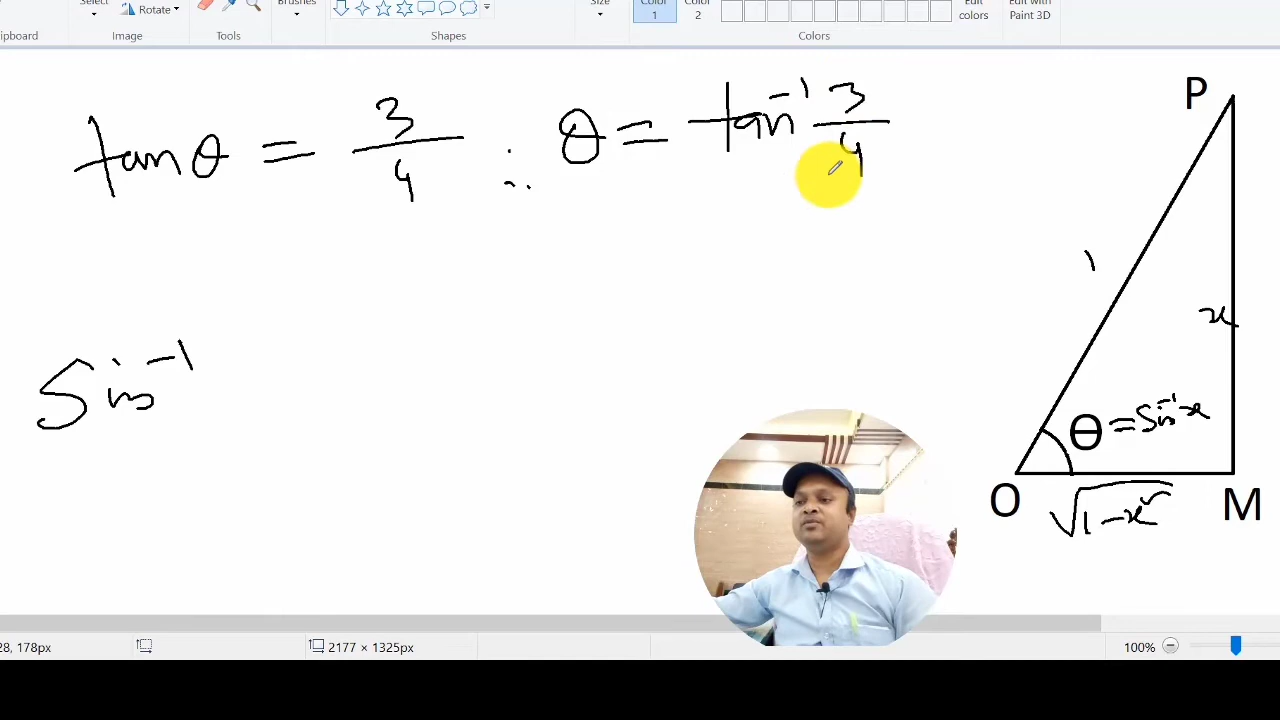 Select
Brushes
Size
Color 1
Color 2
Edit colors
Edit with Paint 3D
Rotate
ipboard
Image
Tools
Shapes
Colors
tan θ = 3/4 ∴ θ = tan⁻¹ 3/4
P
1
x
Sin⁻¹
θ = Sin⁻¹x
O
M
√1-x²
28, 178px
2177 × 1325px
100%